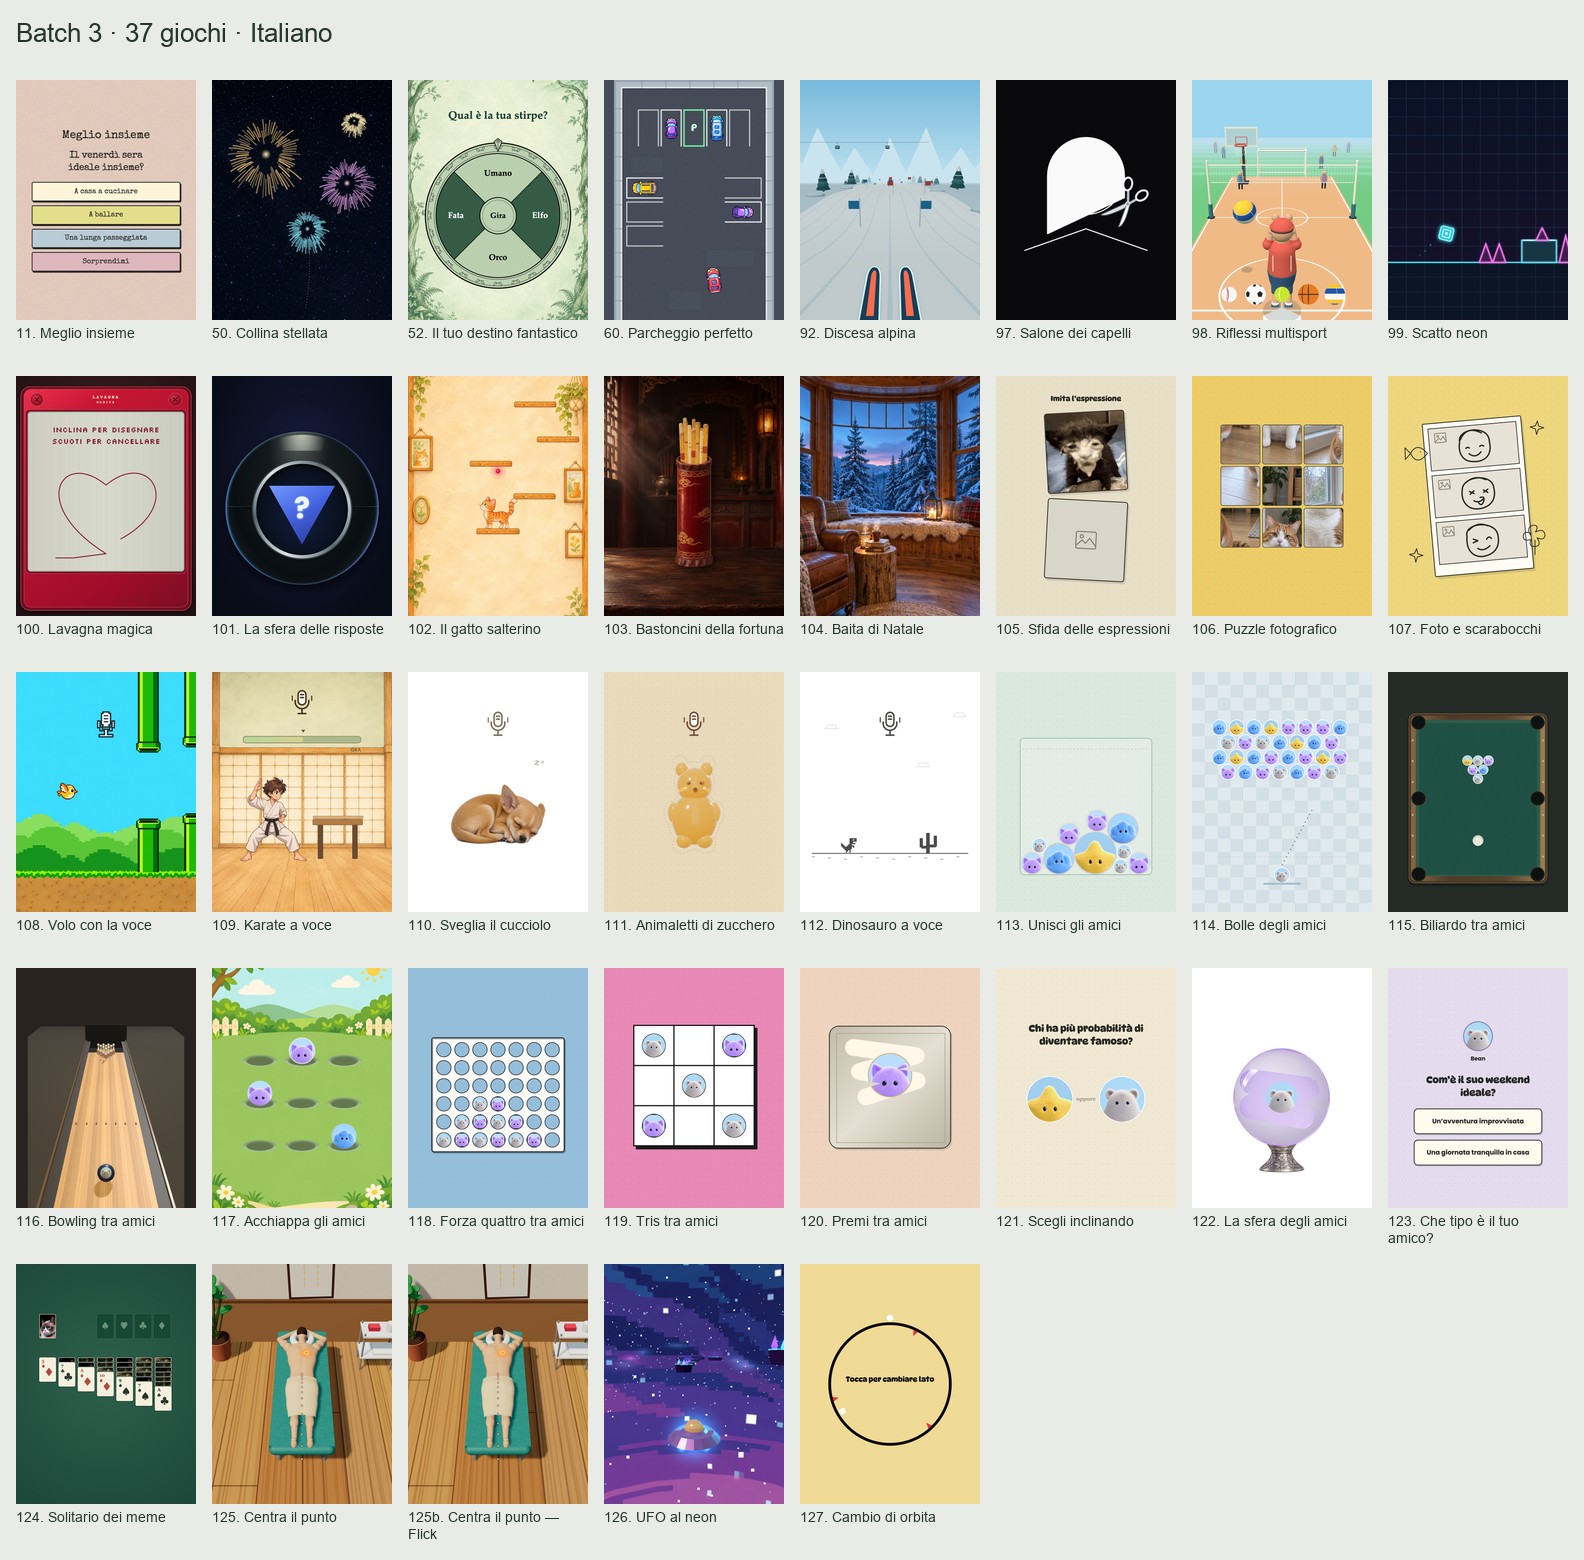 Batch 3 · 37 giochi · Italiano
Meglio insieme
Il venerdì sera
ideale insieme?
A casa a cucinare
A ballare
Una lunga passeggiata
Sorprendimi
11. Meglio insieme
50. Collina stellata
Qual è la tua stirpe?
Umano
Fata
Gira
Elfo
Orco
52. Il tuo destino fantastico
P
60. Parcheggio perfetto
92. Discesa alpina
97. Salone dei capelli
98. Riflessi multisport
99. Scatto neon
LAVAGNA
MAGICA
INCLINA PER DISEGNARE
SCUOTI PER CANCELLARE
100. Lavagna magica
?
101. La sfera delle risposte
102. Il gatto salterino
103. Bastoncini della fortuna
104. Baita di Natale
Imita l'espressione
105. Sfida delle espressioni
106. Puzzle fotografico
107. Foto e scarabocchi
108. Volo con la voce
ORA
109. Karate a voce
z z
110. Sveglia il cucciolo
111. Animaletti di zucchero
112. Dinosauro a voce
113. Unisci gli amici
114. Bolle degli amici
115. Biliardo tra amici
116. Bowling tra amici
117. Acchiappa gli amici
118. Forza quattro tra amici
119. Tris tra amici
120. Premi tra amici
Chi ha più probabilità di
diventare famoso?
oppure
121. Scegli inclinando
122. La sfera degli amici
Bean
Com'è il suo weekend
ideale?
Un'avventura improvvisata
Una giornata tranquilla in casa
123. Che tipo è il tuo
amico?
124. Solitario dei meme
125. Centra il punto
125b. Centra il punto —
Flick
126. UFO al neon
Tocca per cambiare lato
127. Cambio di orbita